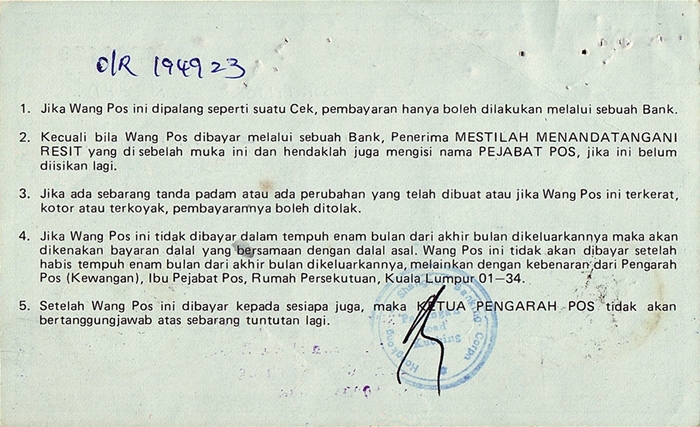 O/R 194923
1. Jika Wang Pos ini dipalang seperti suatu Cek, pembayaran hanya boleh dilakukan melalui sebuah Bank.
2. Kecuali bila Wang Pos dibayar melalui sebuah Bank, Penerima MESTILAH MENANDATANGANI
RESIT yang di sebelah muka ini dan hendaklah juga mengisi nama PEJABAT POS, jika ini belum
diisikan lagi.
3. Jika ada sebarang tanda padam atau ada perubahan yang telah dibuat atau jika Wang Pos ini terkerat,
kotor atau terkoyak, pembayarannya boleh ditolak.
4. Jika Wang Pos ini tidak dibayar dalam tempuh enam bulan dari akhir bulan dikeluarkannya maka akan
dikenakan bayaran dalal yang bersamaan dengan dalal asal. Wang Pos ini tidak akan dibayar setelah
habis tempuh enam bulan dari akhir bulan dikeluarkannya, melainkan dengan kebenaran dari Pengarah
Pos (Kewangan), Ibu Pejabat Pos, Rumah Persekutuan, Kuala Lumpur 01—34.
5. Setelah Wang Pos ini dibayar kepada sesiapa juga, maka KETUA PENGARAH POS tidak akan
bertanggungjawab atas sebarang tuntutan lagi.
Hongkong Shanghai Banking Corpn